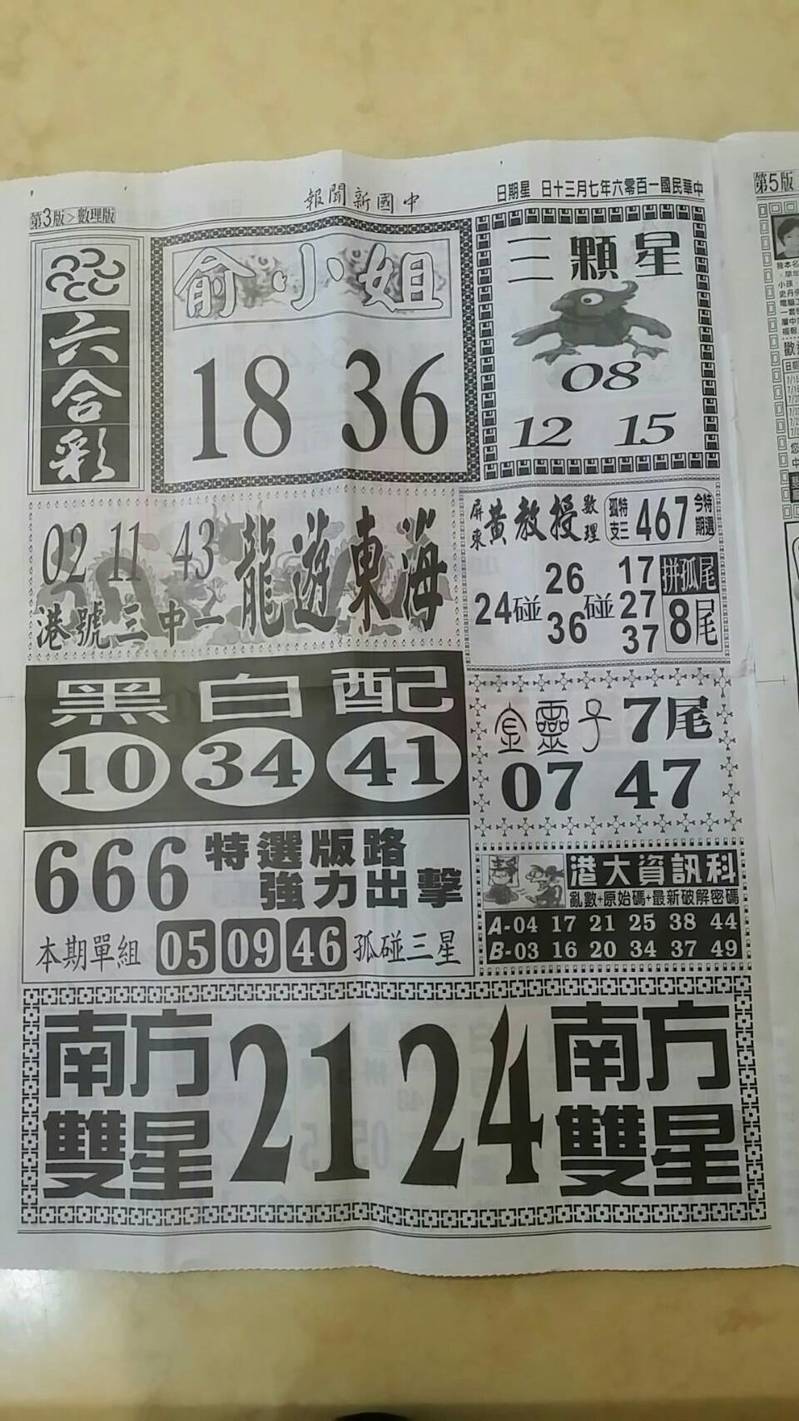 第3版>數理版
報聞新國中
日期星 日十三月七年六零百一國民華中
第5版
六合彩
俞小姐
18 36
三顆星
08
12 15
02 11 43
龍遊東海
港號三中一
屏東黃教授數理
孤特支三 467 今特期選
24碰
26
36
碰
17
27
37
拼孤尾
8尾
黑白配
10 34 41
金靈子 7尾
07 47
666 特選版路
強力出擊
本期單組 05 09 46 孤碰三星
港大資訊科
亂數+原始碼+最新破解密碼
A-04 17 21 25 38 44
B-03 16 20 34 37 49
南方雙星
21 24
南方雙星